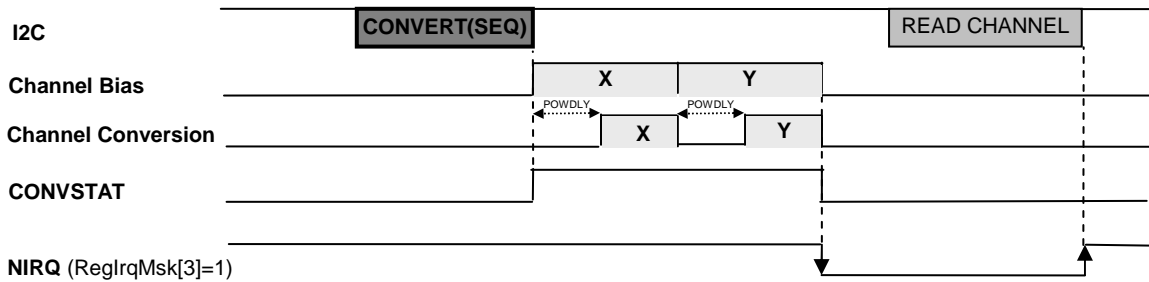 I2C CONVERT(SEQ) READ CHANNEL
Channel Bias X Y
POWDLY POWDLY
Channel Conversion X Y
CONVSTAT
NIRQ (RegIrqMsk[3]=1)